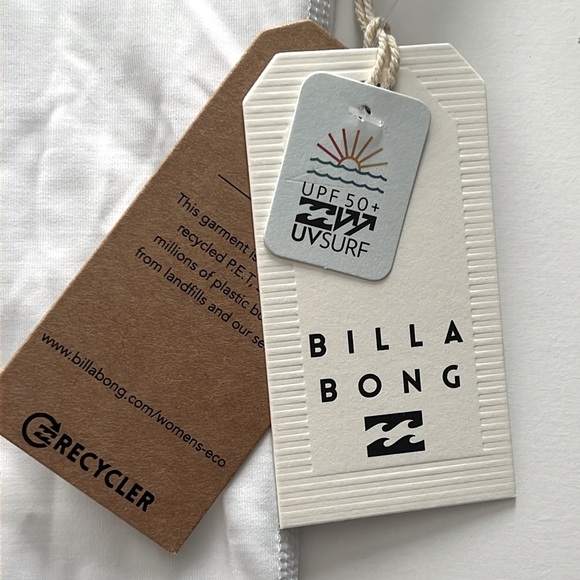 This garment is
recycled P.E.T,
millions of plastic
from landfills and our
www.billabong.com/womens-eco
RECYCLER
UPF 50+
UVSURF
BILLA
BONG